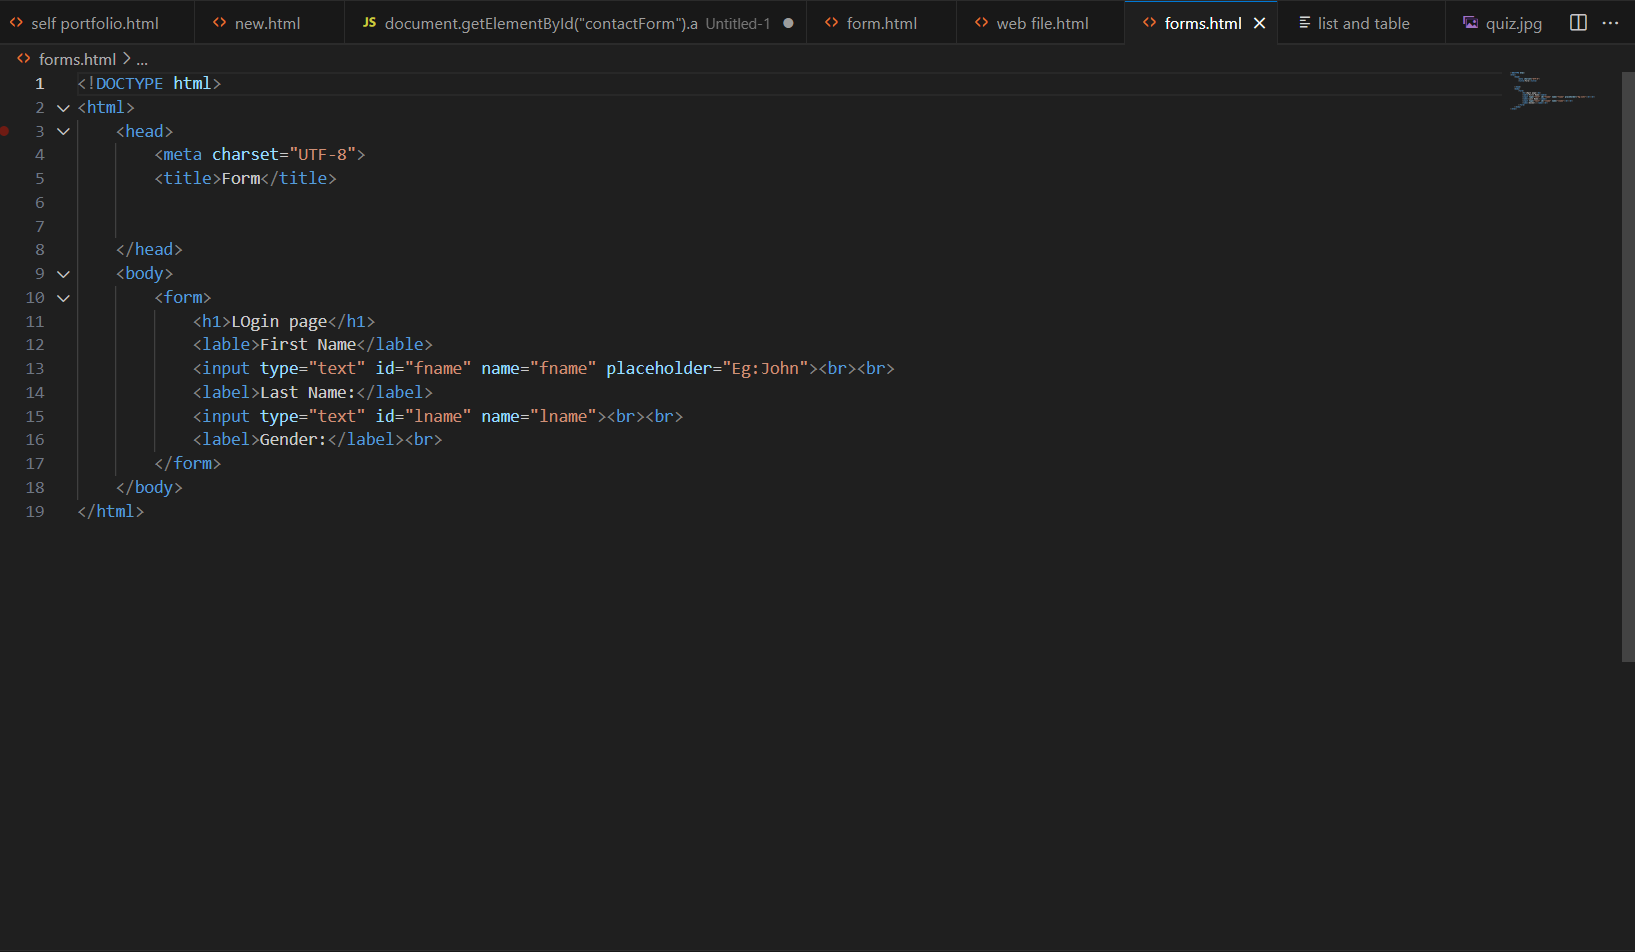 self portfolio.html new.html JS document.getElementById("contactForm").a Untitled-1 form.html web file.html forms.html list and table quiz.jpg
forms.html > ...
1 <!DOCTYPE html>
2 <html>
3 <head>
4 <meta charset="UTF-8">
5 <title>Form</title>
6
7
8 </head>
9 <body>
10 <form>
11 <h1>LOgin page</h1>
12 <lable>First Name</lable>
13 <input type="text" id="fname" name="fname" placeholder="Eg:John"><br><br>
14 <label>Last Name:</label>
15 <input type="text" id="lname" name="lname"><br><br>
16 <label>Gender:</label><br>
17 </form>
18 </body>
19 </html>